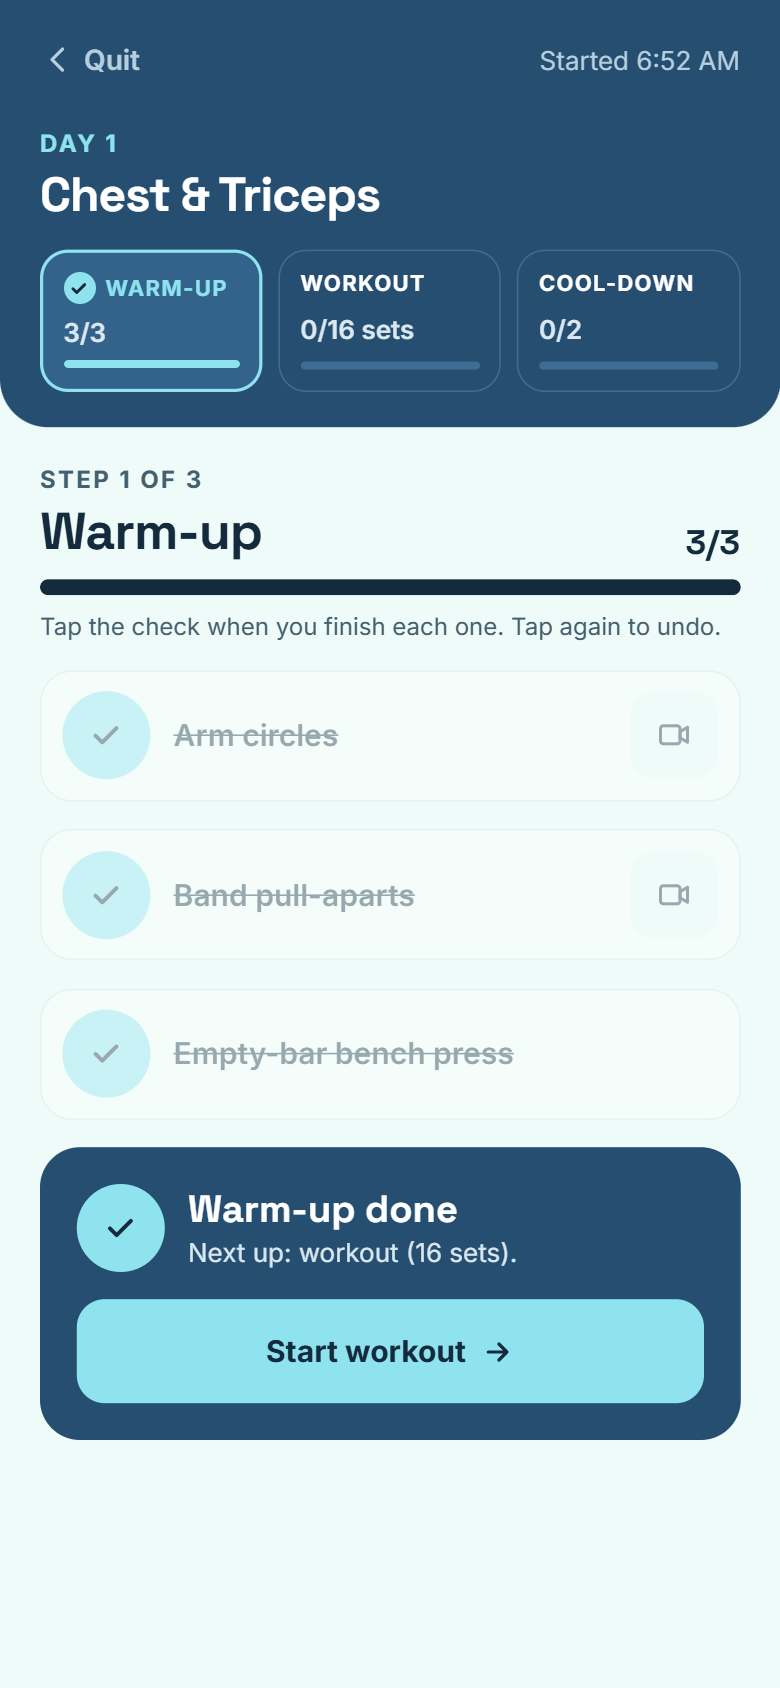 Quit
Started 6:52 AM
DAY 1
Chest & Triceps
WARM-UP
3/3
WORKOUT
0/16 sets
COOL-DOWN
0/2
STEP 1 OF 3
Warm-up
3/3
Tap the check when you finish each one. Tap again to undo.
Arm circles
Band pull-aparts
Empty-bar bench press
Warm-up done
Next up: workout (16 sets).
Start workout →